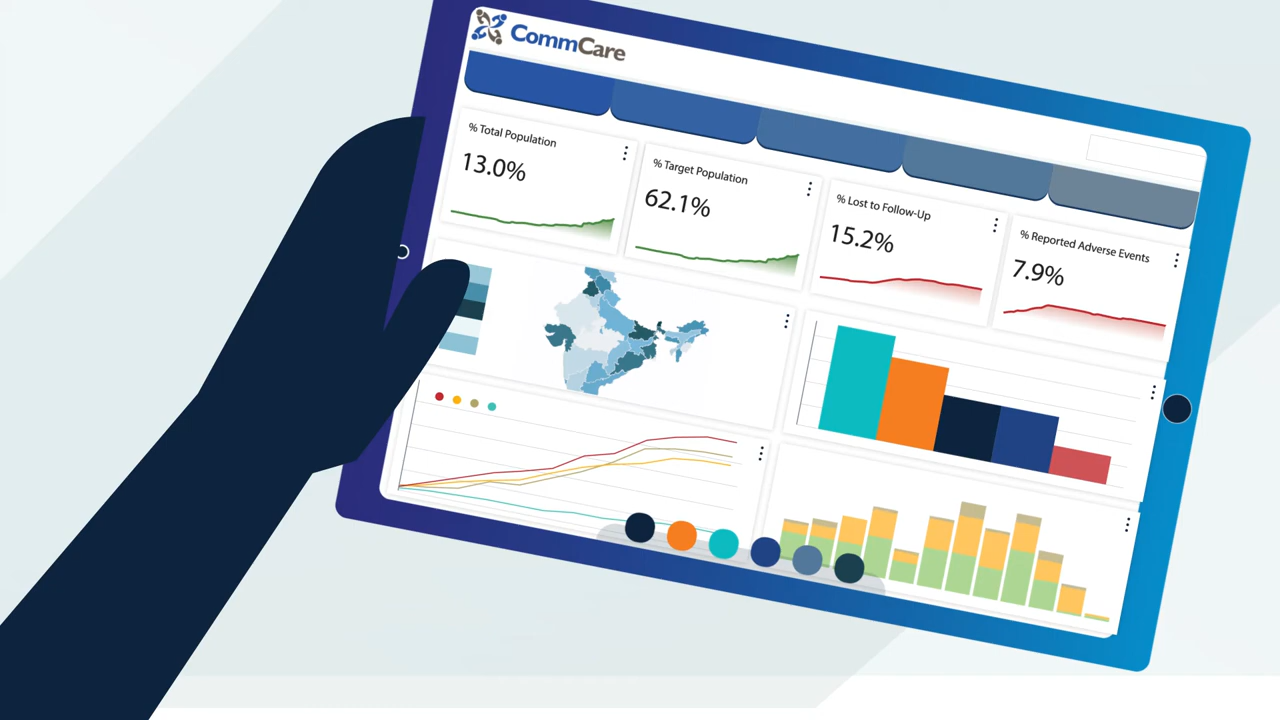 CommCare
% Total Population
13.0%
% Target Population
62.1%
% Lost to Follow-Up
15.2%
% Reported Adverse Events
7.9%